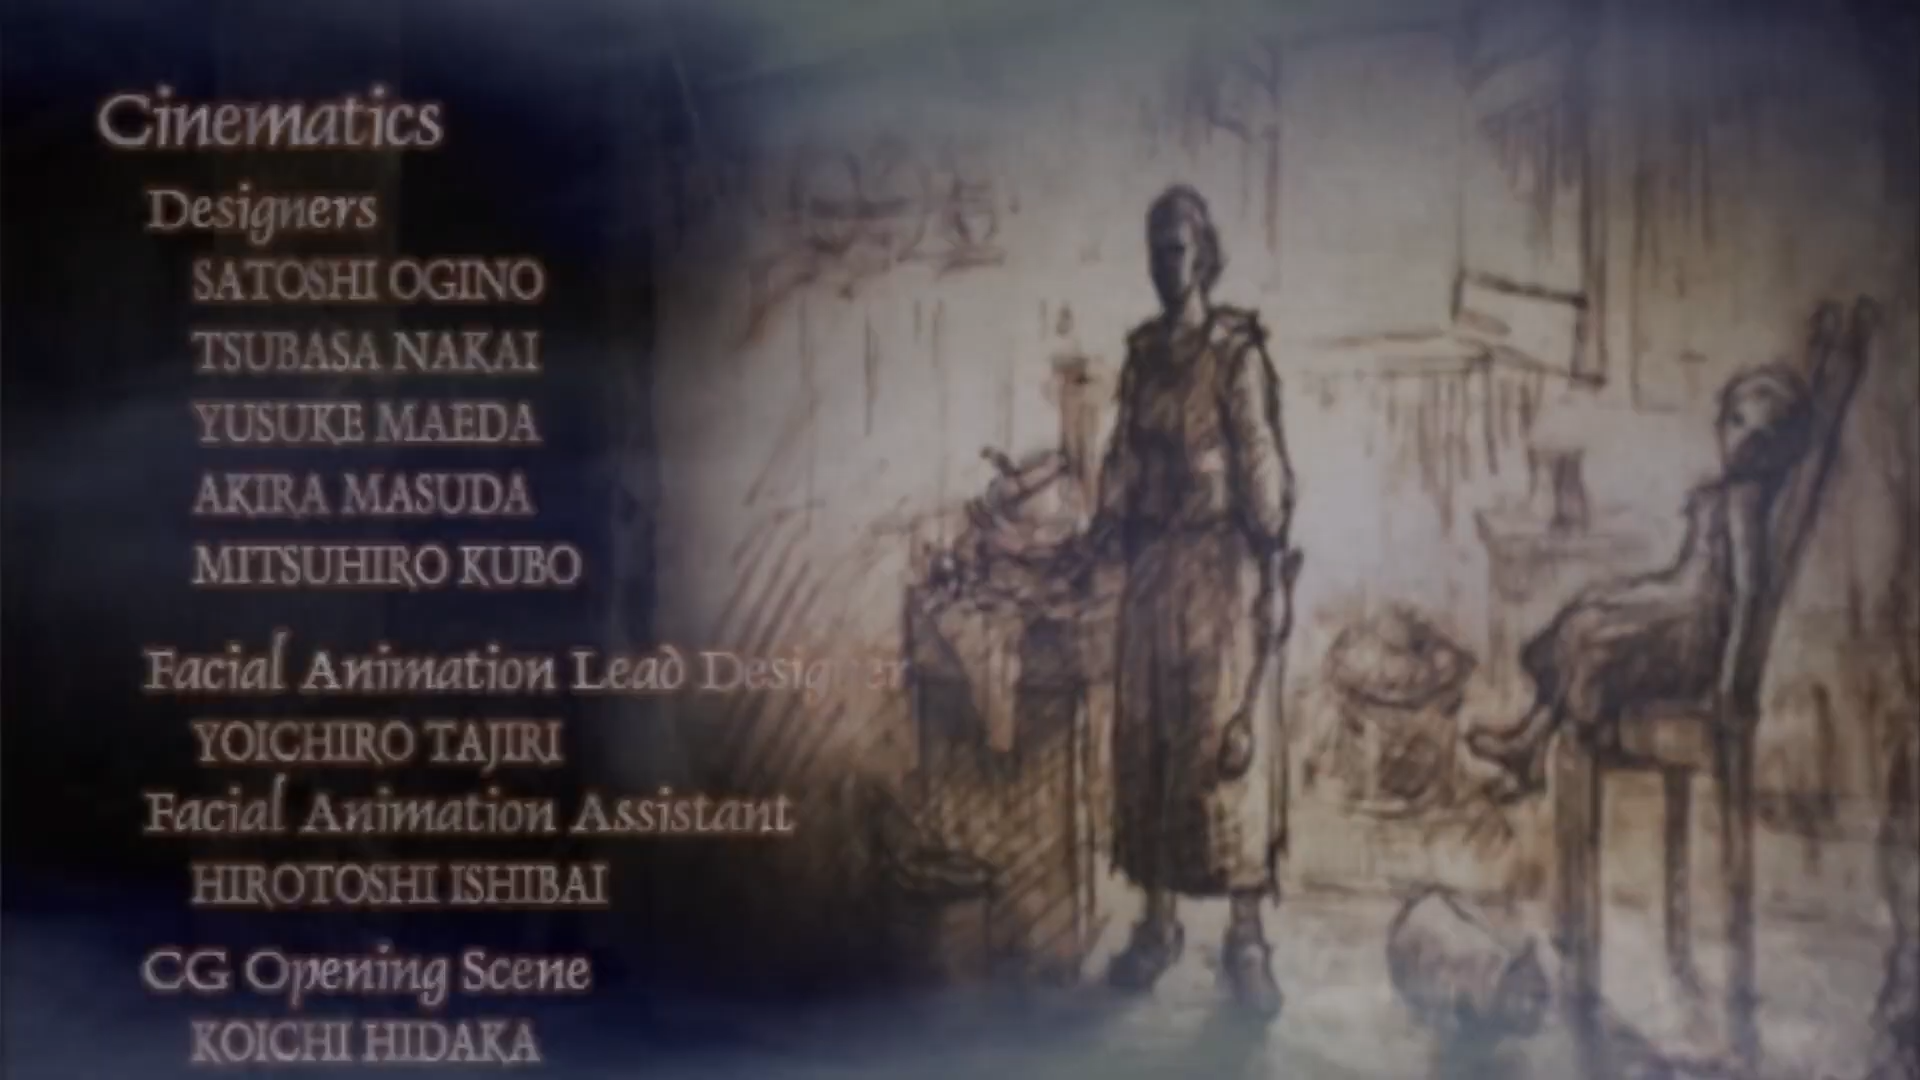 Cinematics
Designers
SATOSHI OGINO
TSUBASA NAKAI
YUSUKE MAEDA
AKIRA MASUDA
MITSUHIRO KUBO
Facial Animation Lead Designer
YOICHIRO TAJIRI
Facial Animation Assistant
HIROTOSHI ISHIBAI
CG Opening Scene
KOICHI HIDAKA